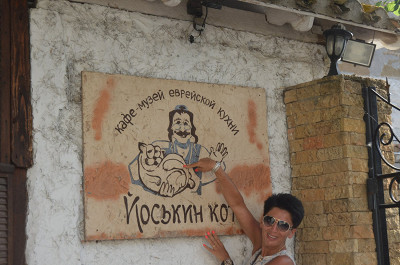 Кафе-музей еврейской кухни
Йоськин кот